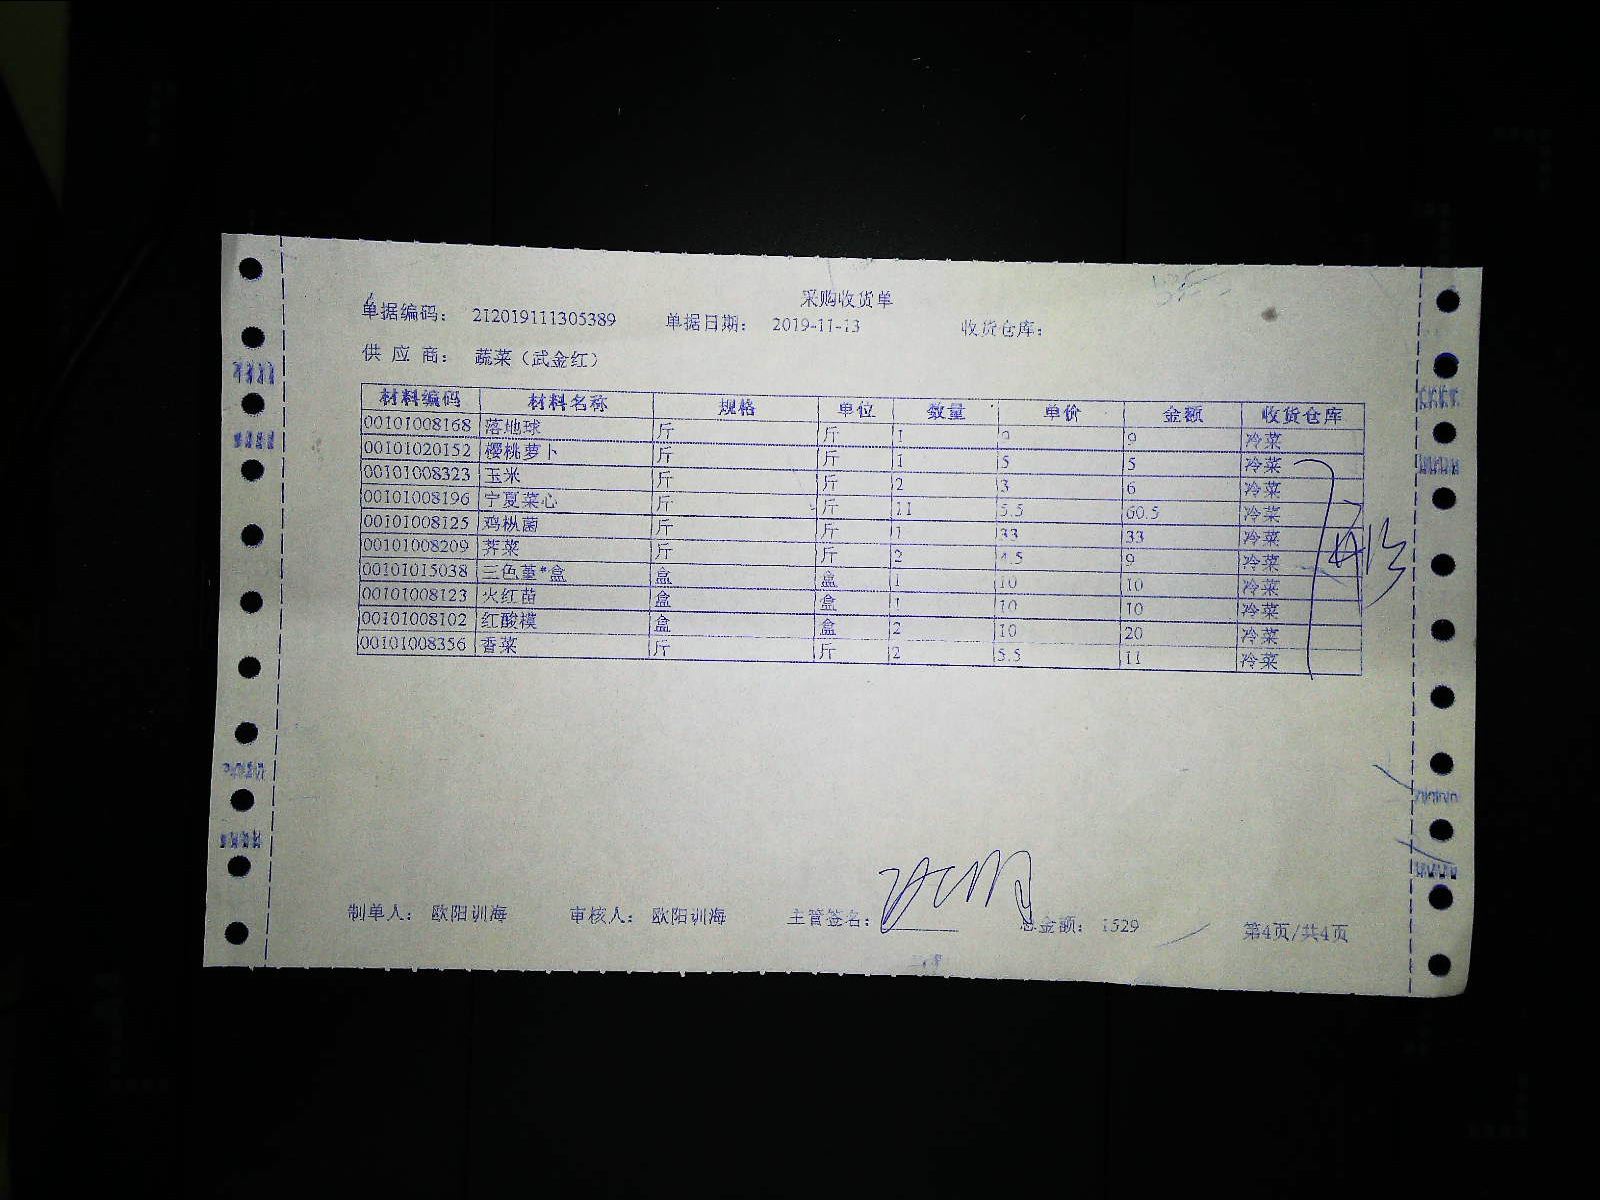 采购收货单
单据编码： 212019111305389 单据日期： 2019-11-13 收货仓库：
供 应 商： 蔬菜（武金红）
材料编码 材料名称 规格 单位 数量 单价 金额 收货仓库
00101008168 落地球 斤 斤 1 9 9 冷菜
00101020152 樱桃萝卜 斤 斤 1 5 5 冷菜
00101008323 玉米 斤 斤 2 3 6 冷菜
00101008196 宁夏菜心 斤 斤 11 5.5 60.5 冷菜
00101008125 鸡枞菌 斤 斤 1 33 33 冷菜
00101008209 荠菜 斤 斤 2 4.5 9 冷菜
00101015038 三色堇*盒 盒 盒 1 10 10 冷菜
00101008123 火红苗 盒 盒 1 10 10 冷菜
00101008102 红酸模 盒 盒 2 10 20 冷菜
00101008356 香菜 斤 斤 2 5.5 11 冷菜
制单人： 欧阳训海 审核人： 欧阳训海 主管签名： 总金额： 1529 第4页/共4页